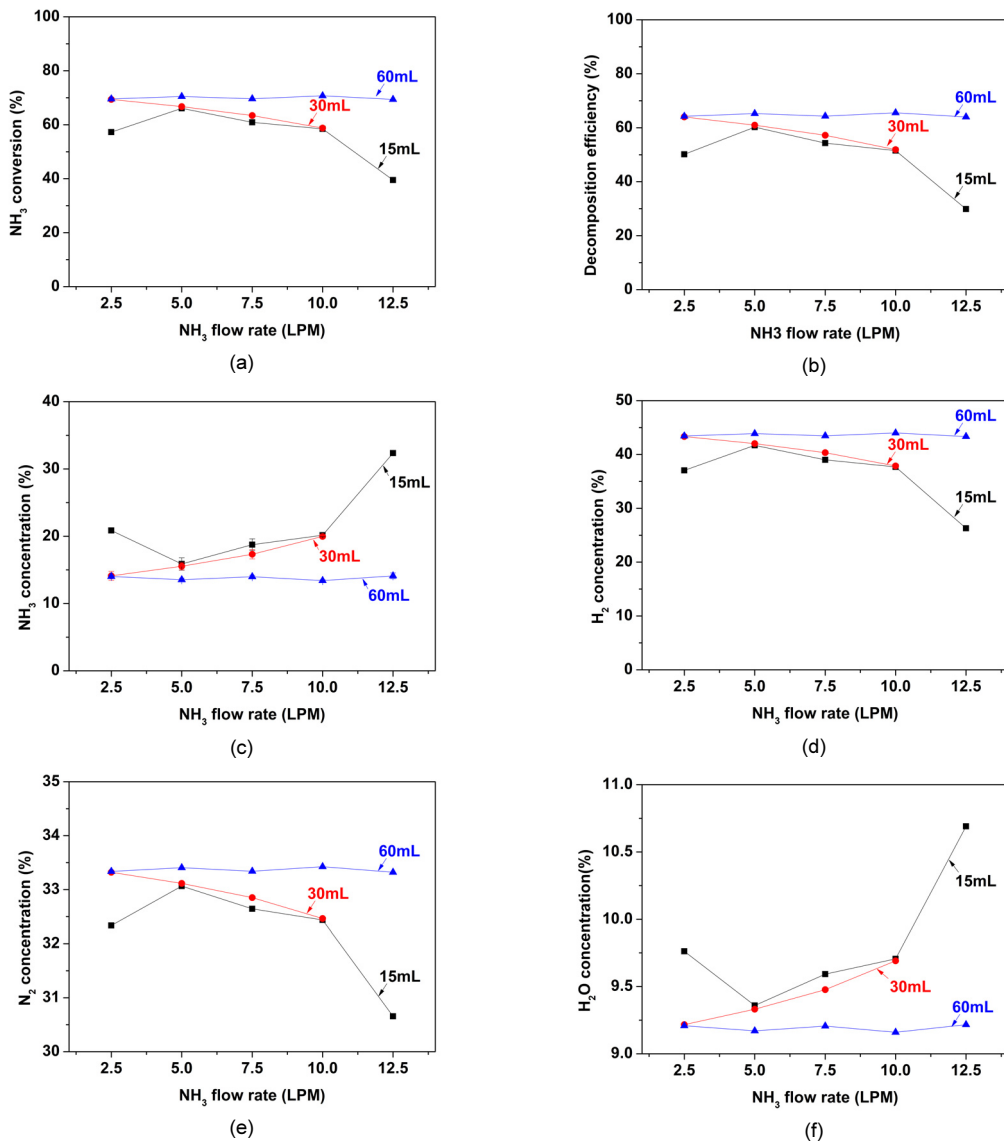 100
80
60
40
20
0
NH3 conversion (%)
60mL
30mL
15mL
2.5 5.0 7.5 10.0 12.5
NH3 flow rate (LPM)
(a)
100
80
60
40
20
0
Decomposition efficiency (%)
60mL
30mL
15mL
2.5 5.0 7.5 10.0 12.5
NH3 flow rate (LPM)
(b)
40
30
20
10
0
NH3 concentration (%)
15mL
30mL
60mL
2.5 5.0 7.5 10.0 12.5
NH3 flow rate (LPM)
(c)
50
40
30
20
10
0
H2 concentration (%)
60mL
30mL
15mL
2.5 5.0 7.5 10.0 12.5
NH3 flow rate (LPM)
(d)
35
34
33
32
31
30
N2 concentration (%)
60mL
30mL
15mL
2.5 5.0 7.5 10.0 12.5
NH3 flow rate (LPM)
(e)
11.0
10.5
10.0
9.5
9.0
H2O concentration(%)
15mL
30mL
60mL
2.5 5.0 7.5 10.0 12.5
NH3 flow rate (LPM)
(f)